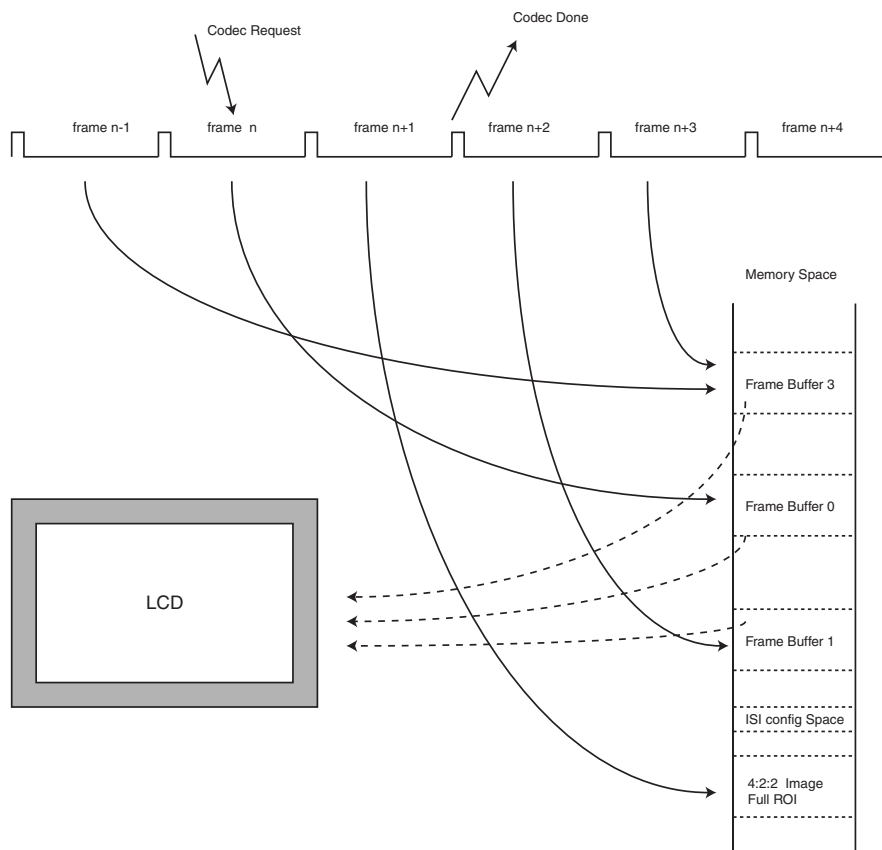 Codec Request
Codec Done
frame n-1
frame n
frame n+1
frame n+2
frame n+3
frame n+4
Memory Space
Frame Buffer 3
Frame Buffer 0
LCD
Frame Buffer 1
ISI config Space
4:2:2 Image
Full ROI